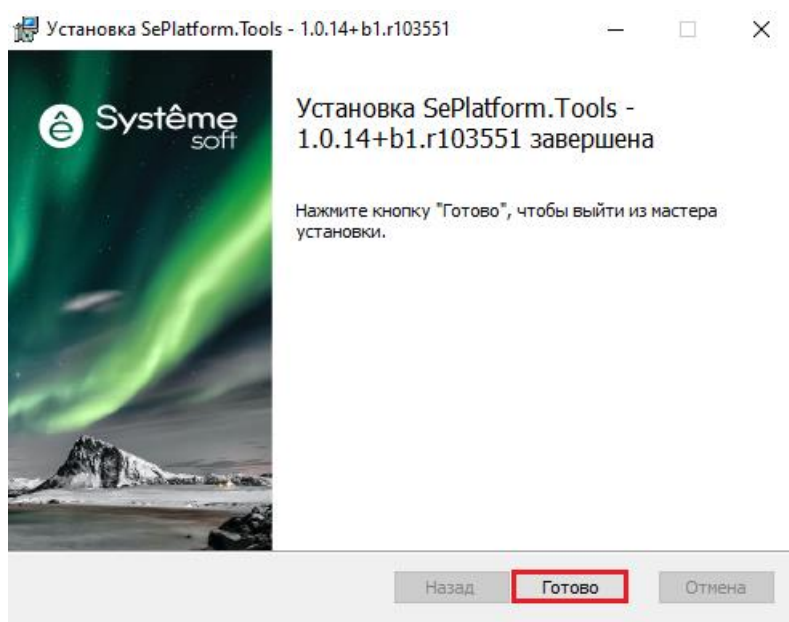 Установка SePlatform.Tools - 1.0.14+b1.r103551
ê Système
soft
Установка SePlatform.Tools -
1.0.14+b1.r103551 завершена
Нажмите кнопку "Готово", чтобы выйти из мастера
установки.
Назад Готово Отмена